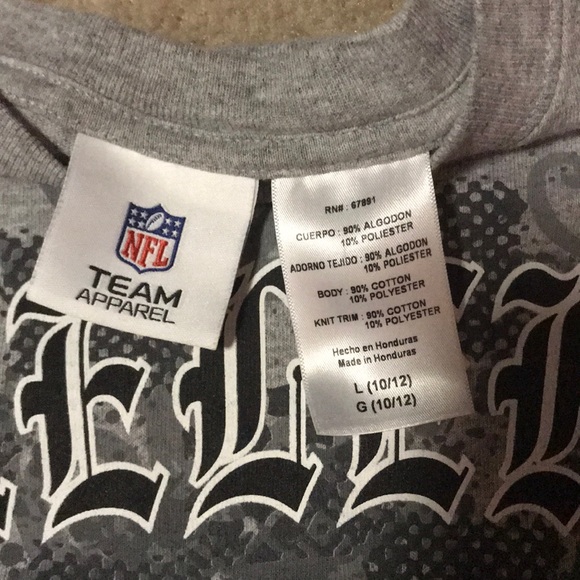 NFL
TEAM
APPAREL
RN# : 67891
CUERPO : 90% ALGODON
10% POLIESTER
ADORNO TEJIDO : 90% ALGODON
10% POLIESTER
BODY : 90% COTTON
10% POLYESTER
KNIT TRIM : 90% COTTON
10% POLYESTER
Hecho en Honduras
Made in Honduras
L (10/12)
G (10/12)